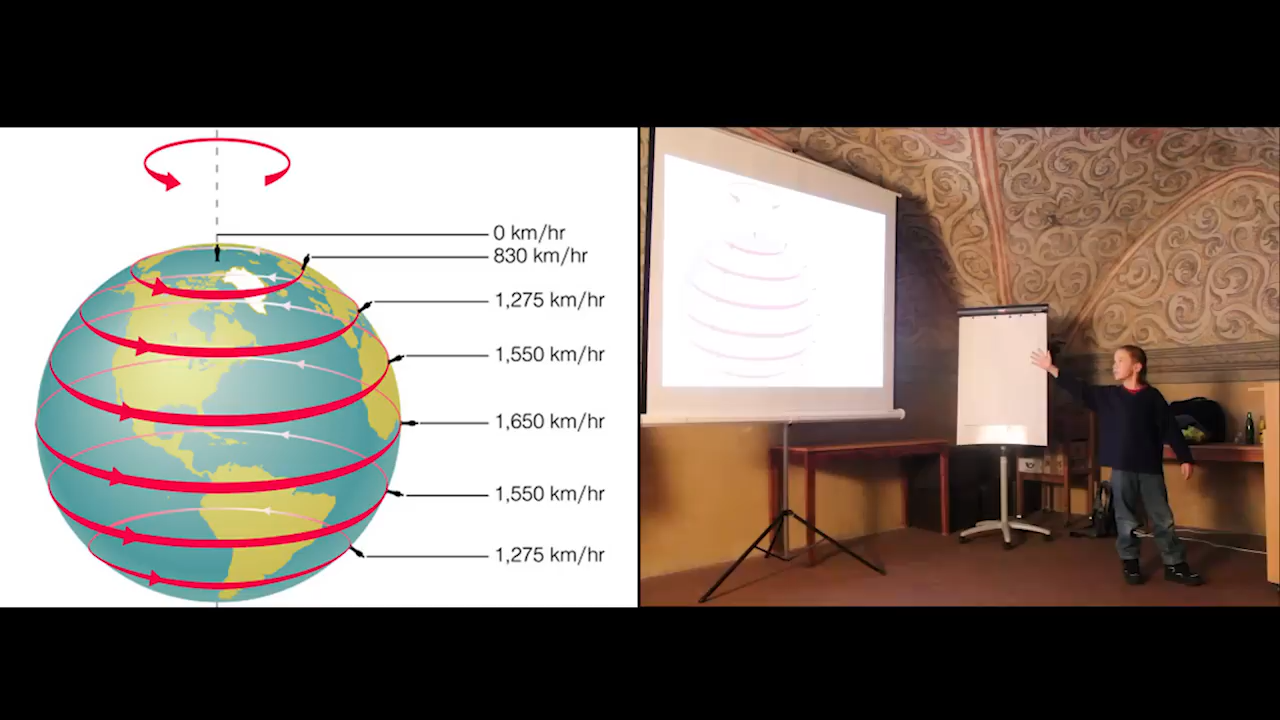 0 km/hr
830 km/hr
1,275 km/hr
1,550 km/hr
1,650 km/hr
1,550 km/hr
1,275 km/hr